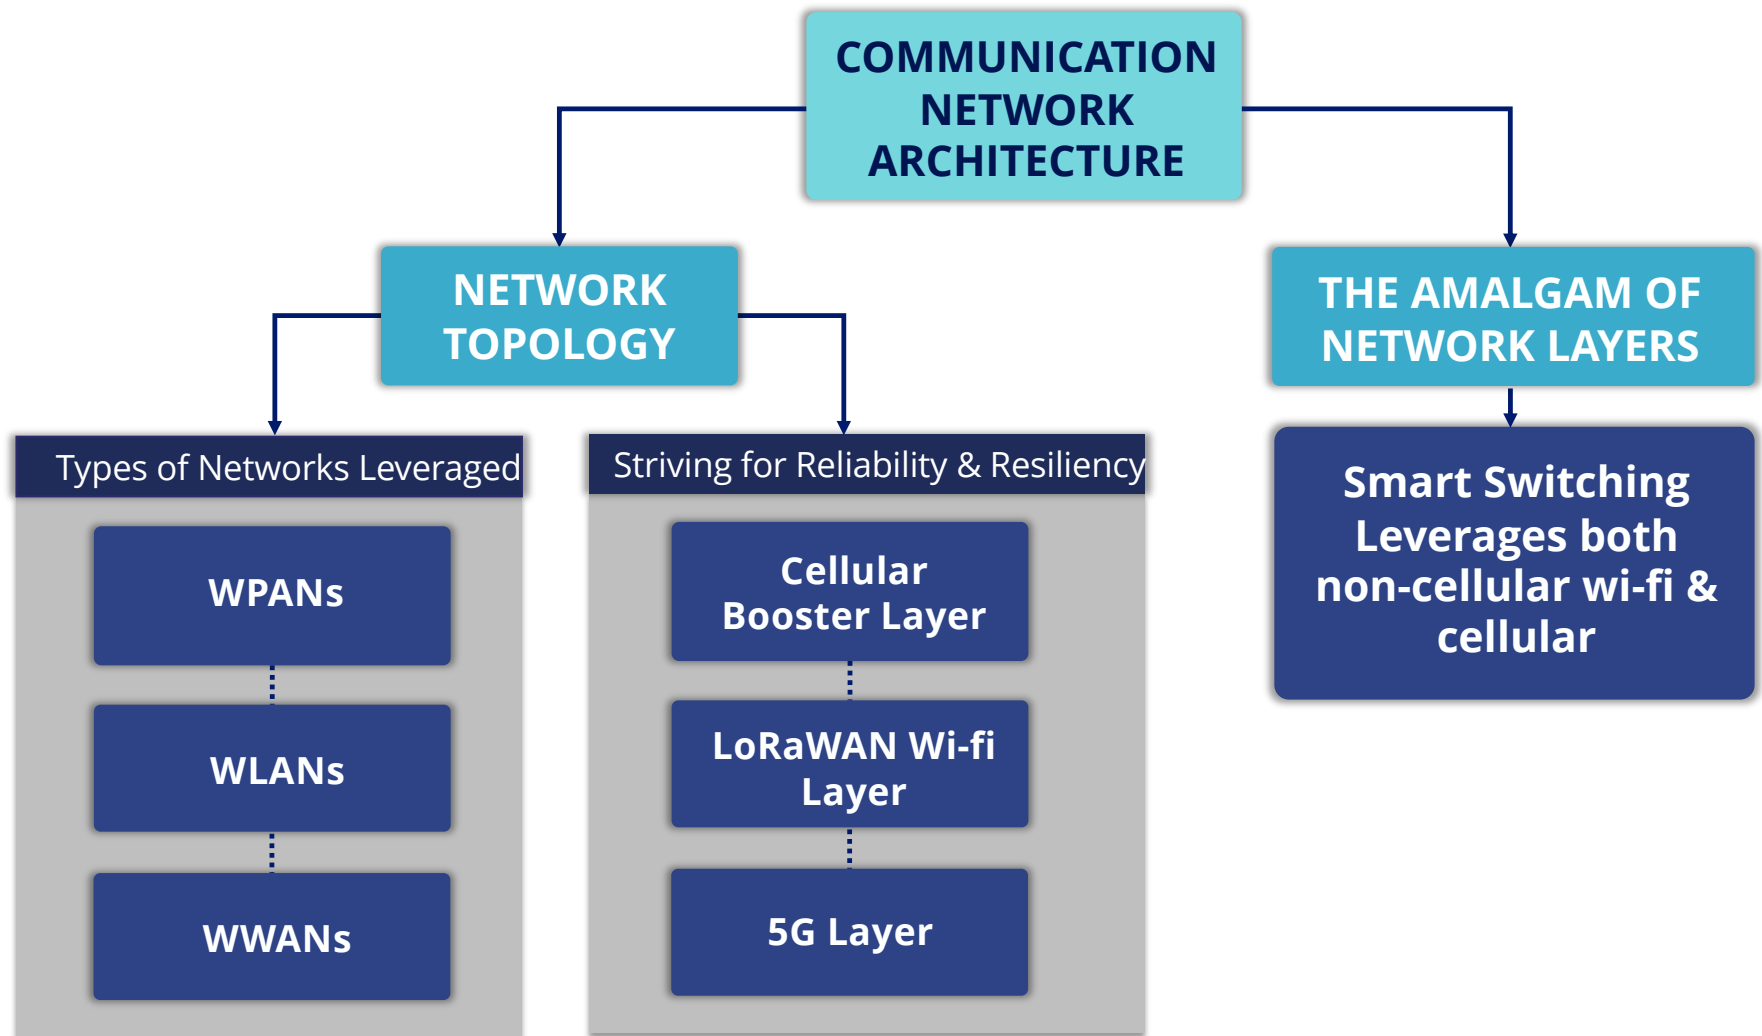 COMMUNICATION
NETWORK
ARCHITECTURE
NETWORK
TOPOLOGY
THE AMALGAM OF
NETWORK LAYERS
Types of Networks Leveraged
WPANs
WLANs
WWANs
Striving for Reliability & Resiliency
Cellular
Booster Layer
LoRaWAN Wi-fi
Layer
5G Layer
Smart Switching
Leverages both
non-cellular wi-fi &
cellular